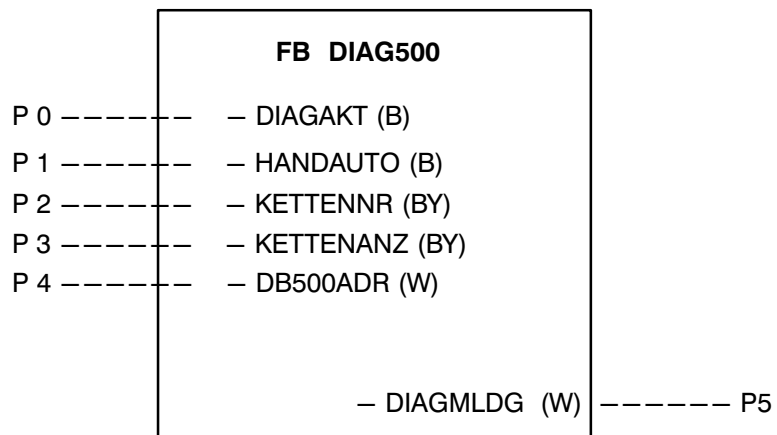 FB DIAG500
P 0 – – – – – – – – DIAGAKT (B)
P 1 – – – – – – – – HANDAUTO (B)
P 2 – – – – – – – – KETTENNR (BY)
P 3 – – – – – – – – KETTENANZ (BY)
P 4 – – – – – – – – DB500ADR (W)
– DIAGMLDG (W) – – – – – – P5